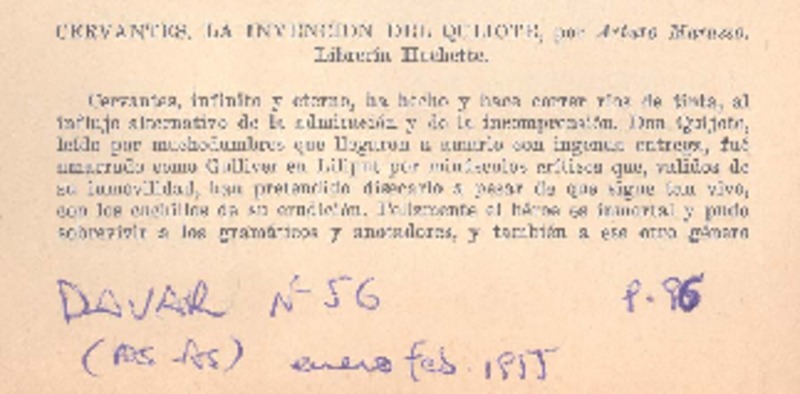 CERVANTES, LA INVENCION DEL QUIJOTE, por Arturo Marasso.
Librería Hachette.
Cervantes, infinito y eterno, ha hecho y hace correr ríos de tinta, al
influjo alternativo de la admiración y de la incomprensión. Don Quijote,
leído por muchedumbres que llegaron a amarlo con ingenua entrega, fué
amarrado como Gulliver en Liliput por minúsculos críticos que, validos de
su inmovilidad, han pretendido disecarlo a pesar de que sigue tan vivo,
con los cuchillos de su erudición. Felizmente el héroe es inmortal y pudo
sobrevivir a los gramáticos y anotadores, y también a ese otro género
DAVAR Nº 56 p. 96
(Bs As) enero feb. 1955